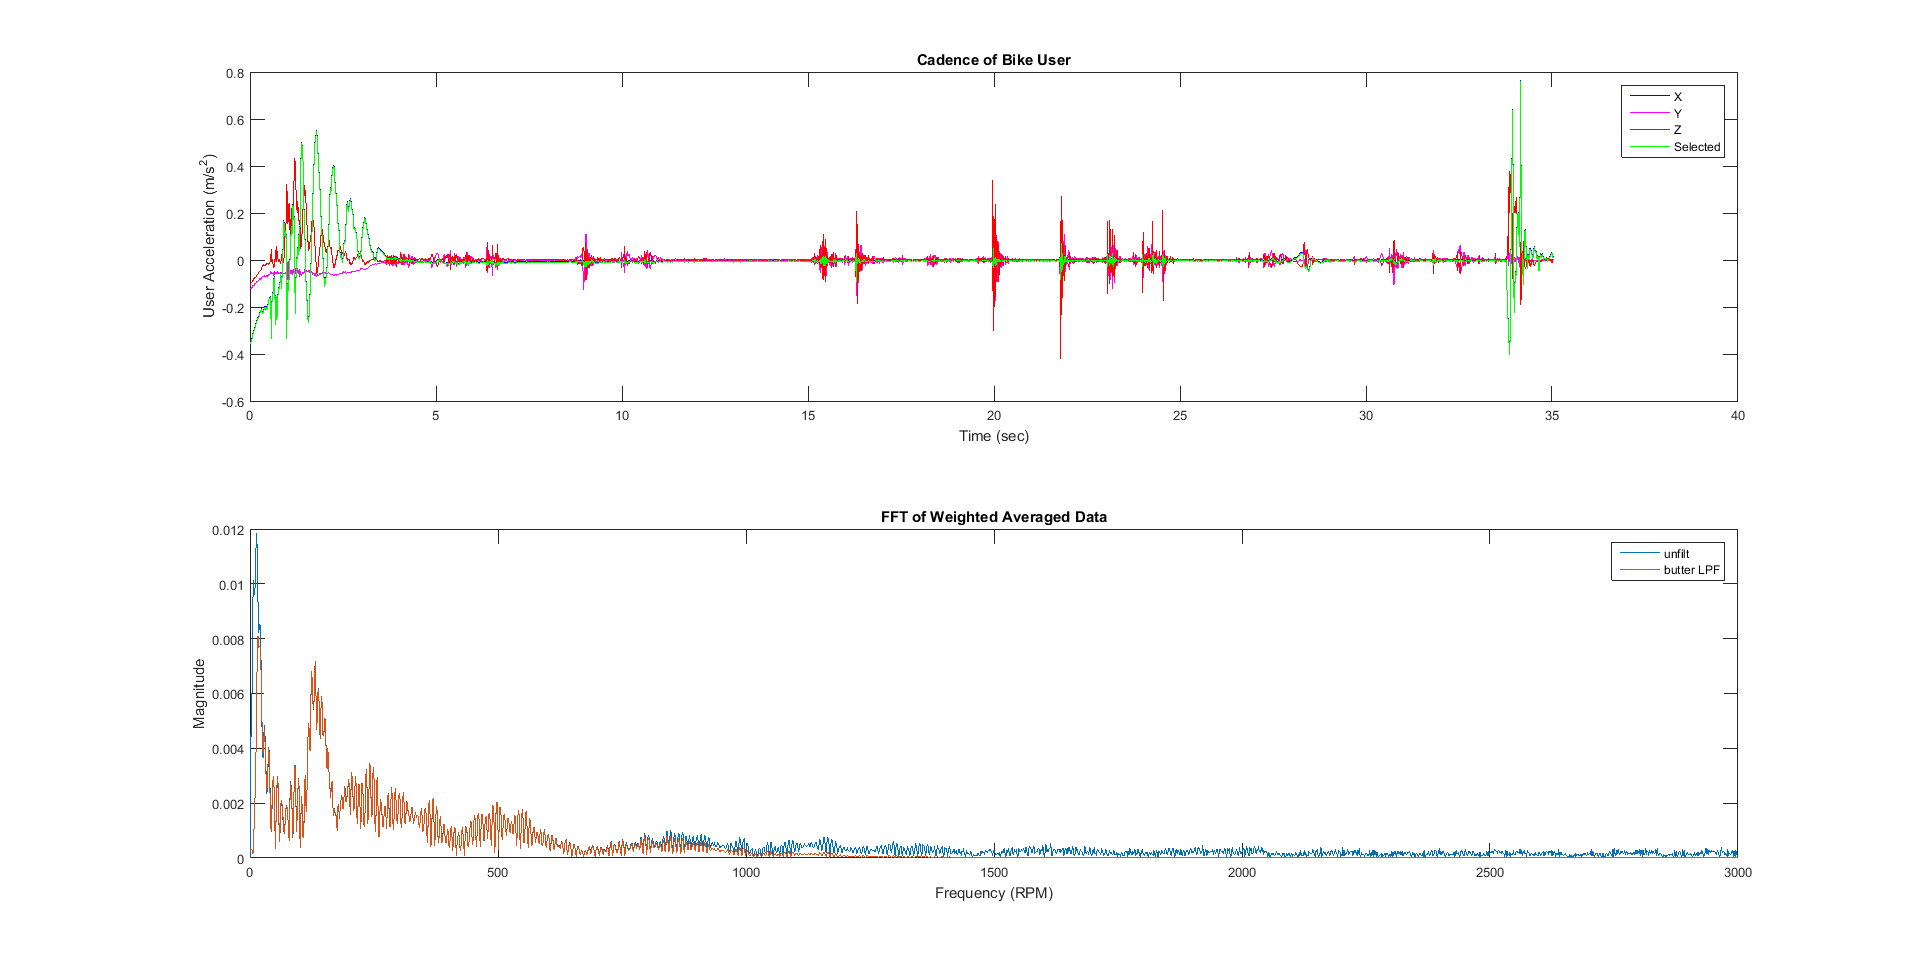 Cadence of Bike User
0.8
0.6
0.4
0.2
0
-0.2
-0.4
-0.6
User Acceleration (m/s²)
X
Y
Z
Selected
0 5 10 15 20 25 30 35 40
Time (sec)
FFT of Weighted Averaged Data
0.012
0.01
0.008
0.006
0.004
0.002
0
Magnitude
unfilt
butter LPF
0 500 1000 1500 2000 2500 3000
Frequency (RPM)